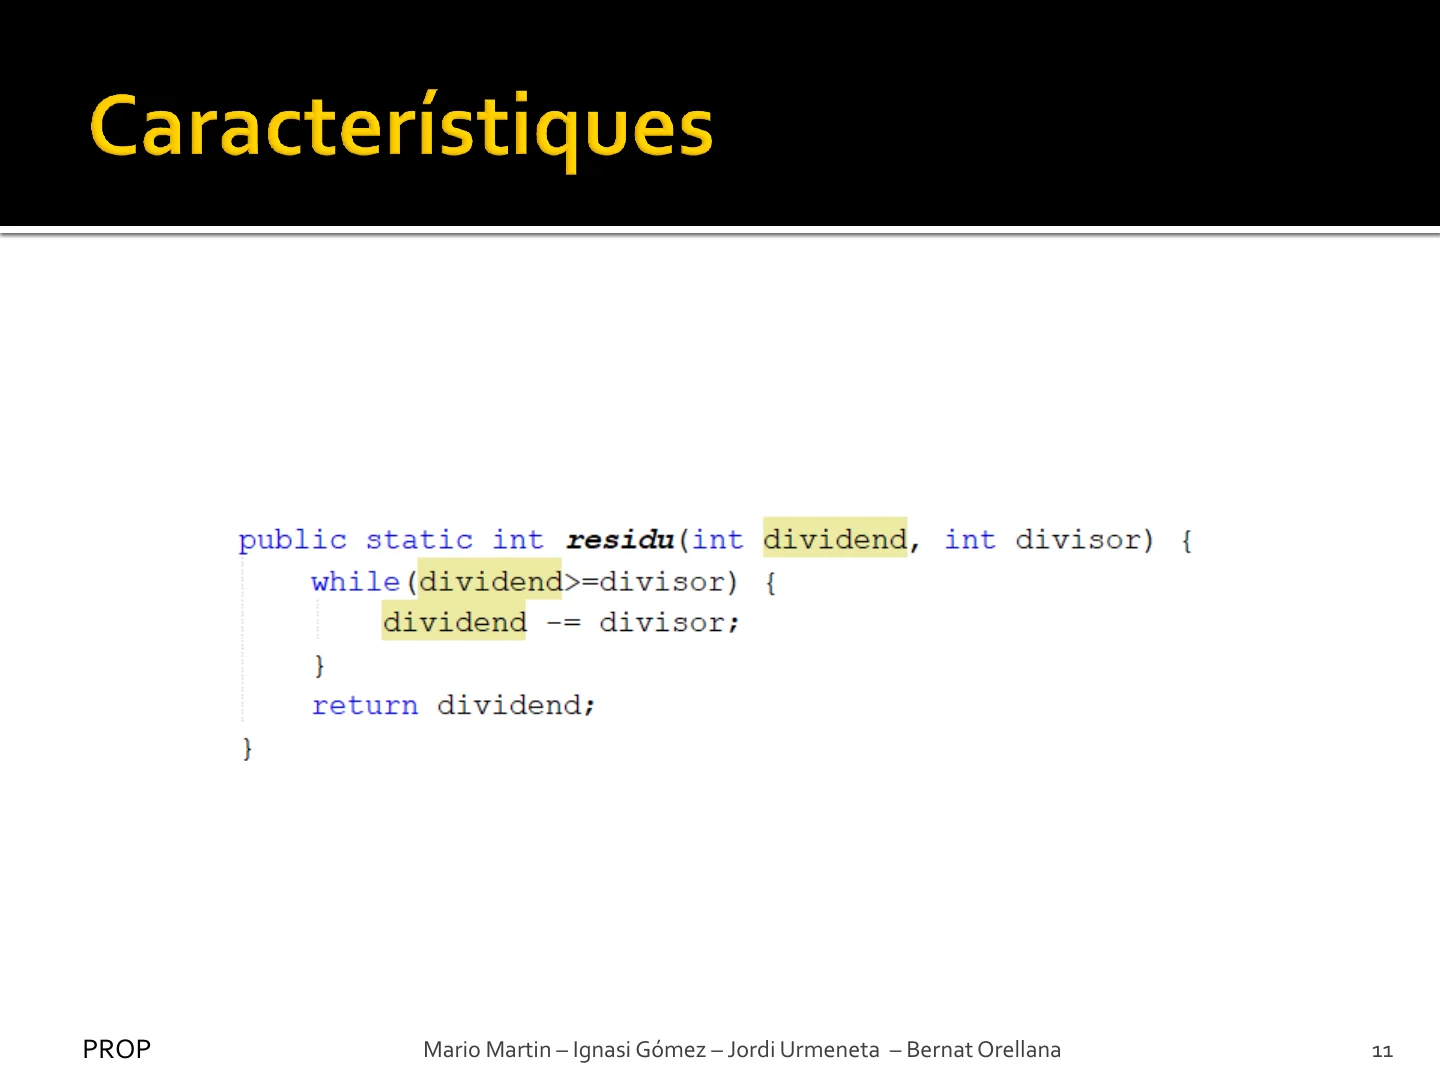 Característiques
public static int residu(int dividend, int divisor) {
while(dividend>=divisor) {
dividend -= divisor;
}
return dividend;
}
PROP
Mario Martin – Ignasi Gómez – Jordi Urmeneta – Bernat Orellana
11